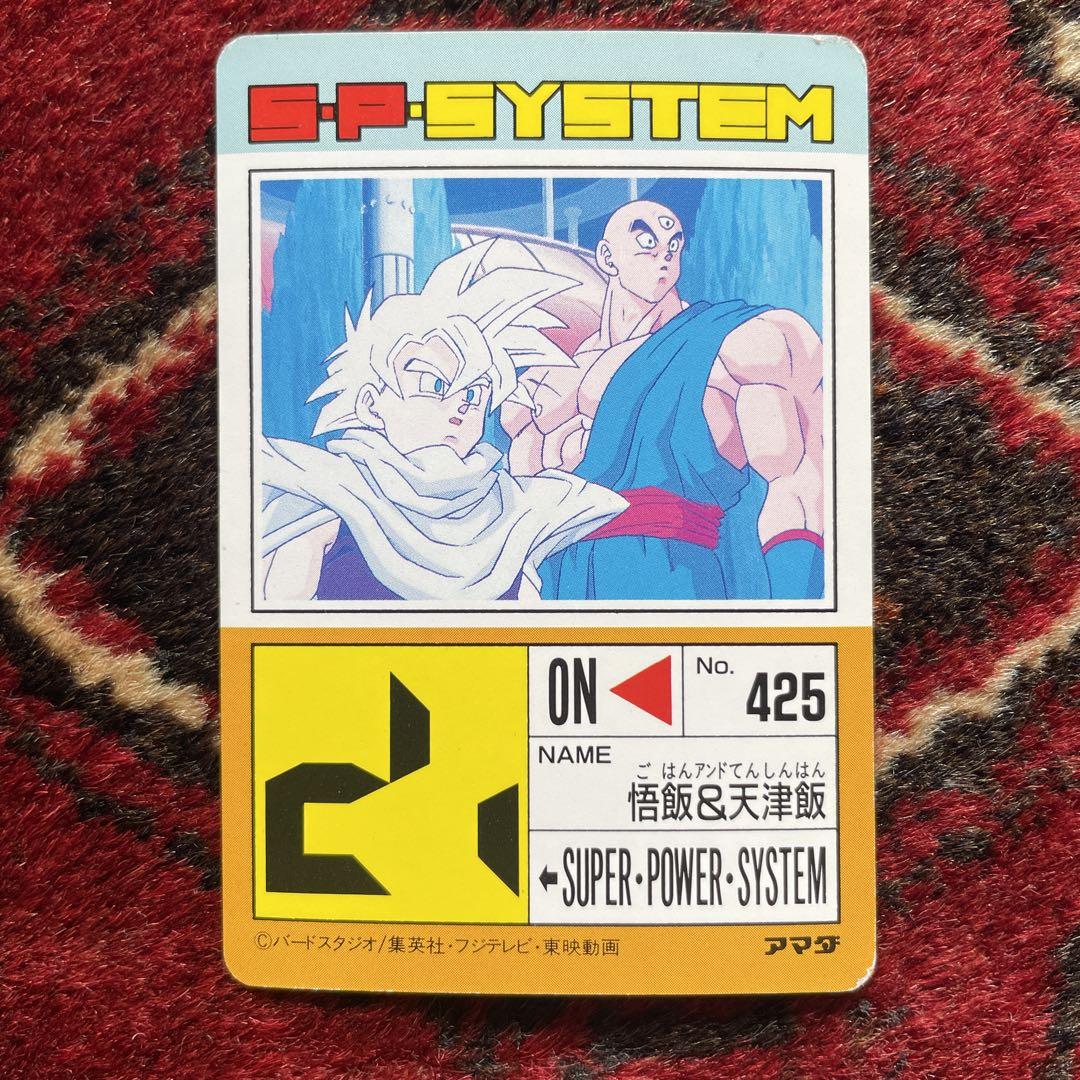 S・P・SYSTEM
ON
No.
425
NAME
ごはんアンドてんしんはん
悟飯&天津飯
←SUPER・POWER・SYSTEM
©バードスタジオ/集英社・フジテレビ・東映動画
アマダ